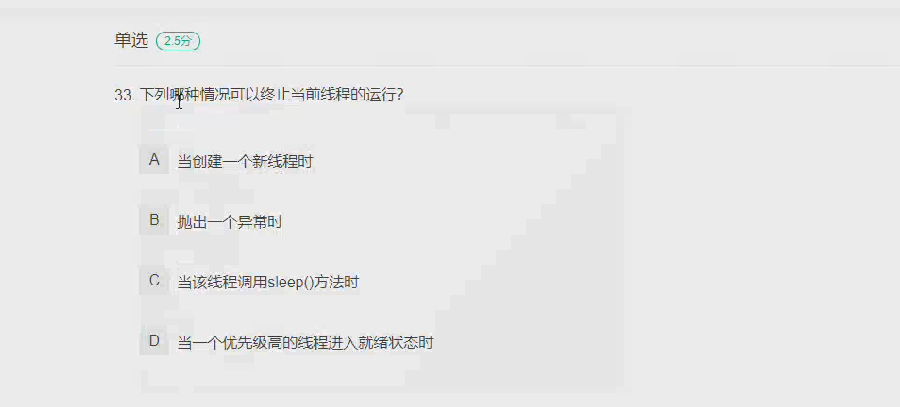 单选 2.5分
33. 下列哪种情况可以终止当前线程的运行?
A 当创建一个新线程时
B 抛出一个异常时
C 当该线程调用sleep()方法时
D 当一个优先级高的线程进入就绪状态时